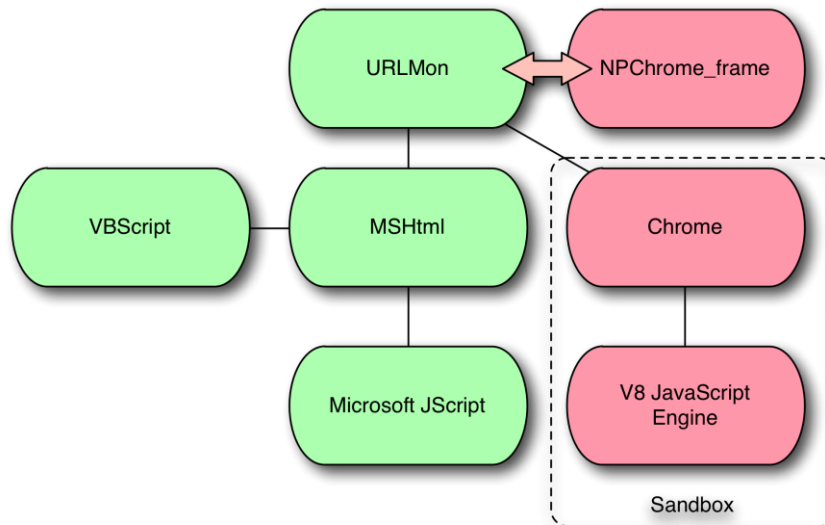 URLMon
NPChrome_frame
VBScript
MSHtml
Chrome
Microsoft JScript
V8 JavaScript
Engine
Sandbox